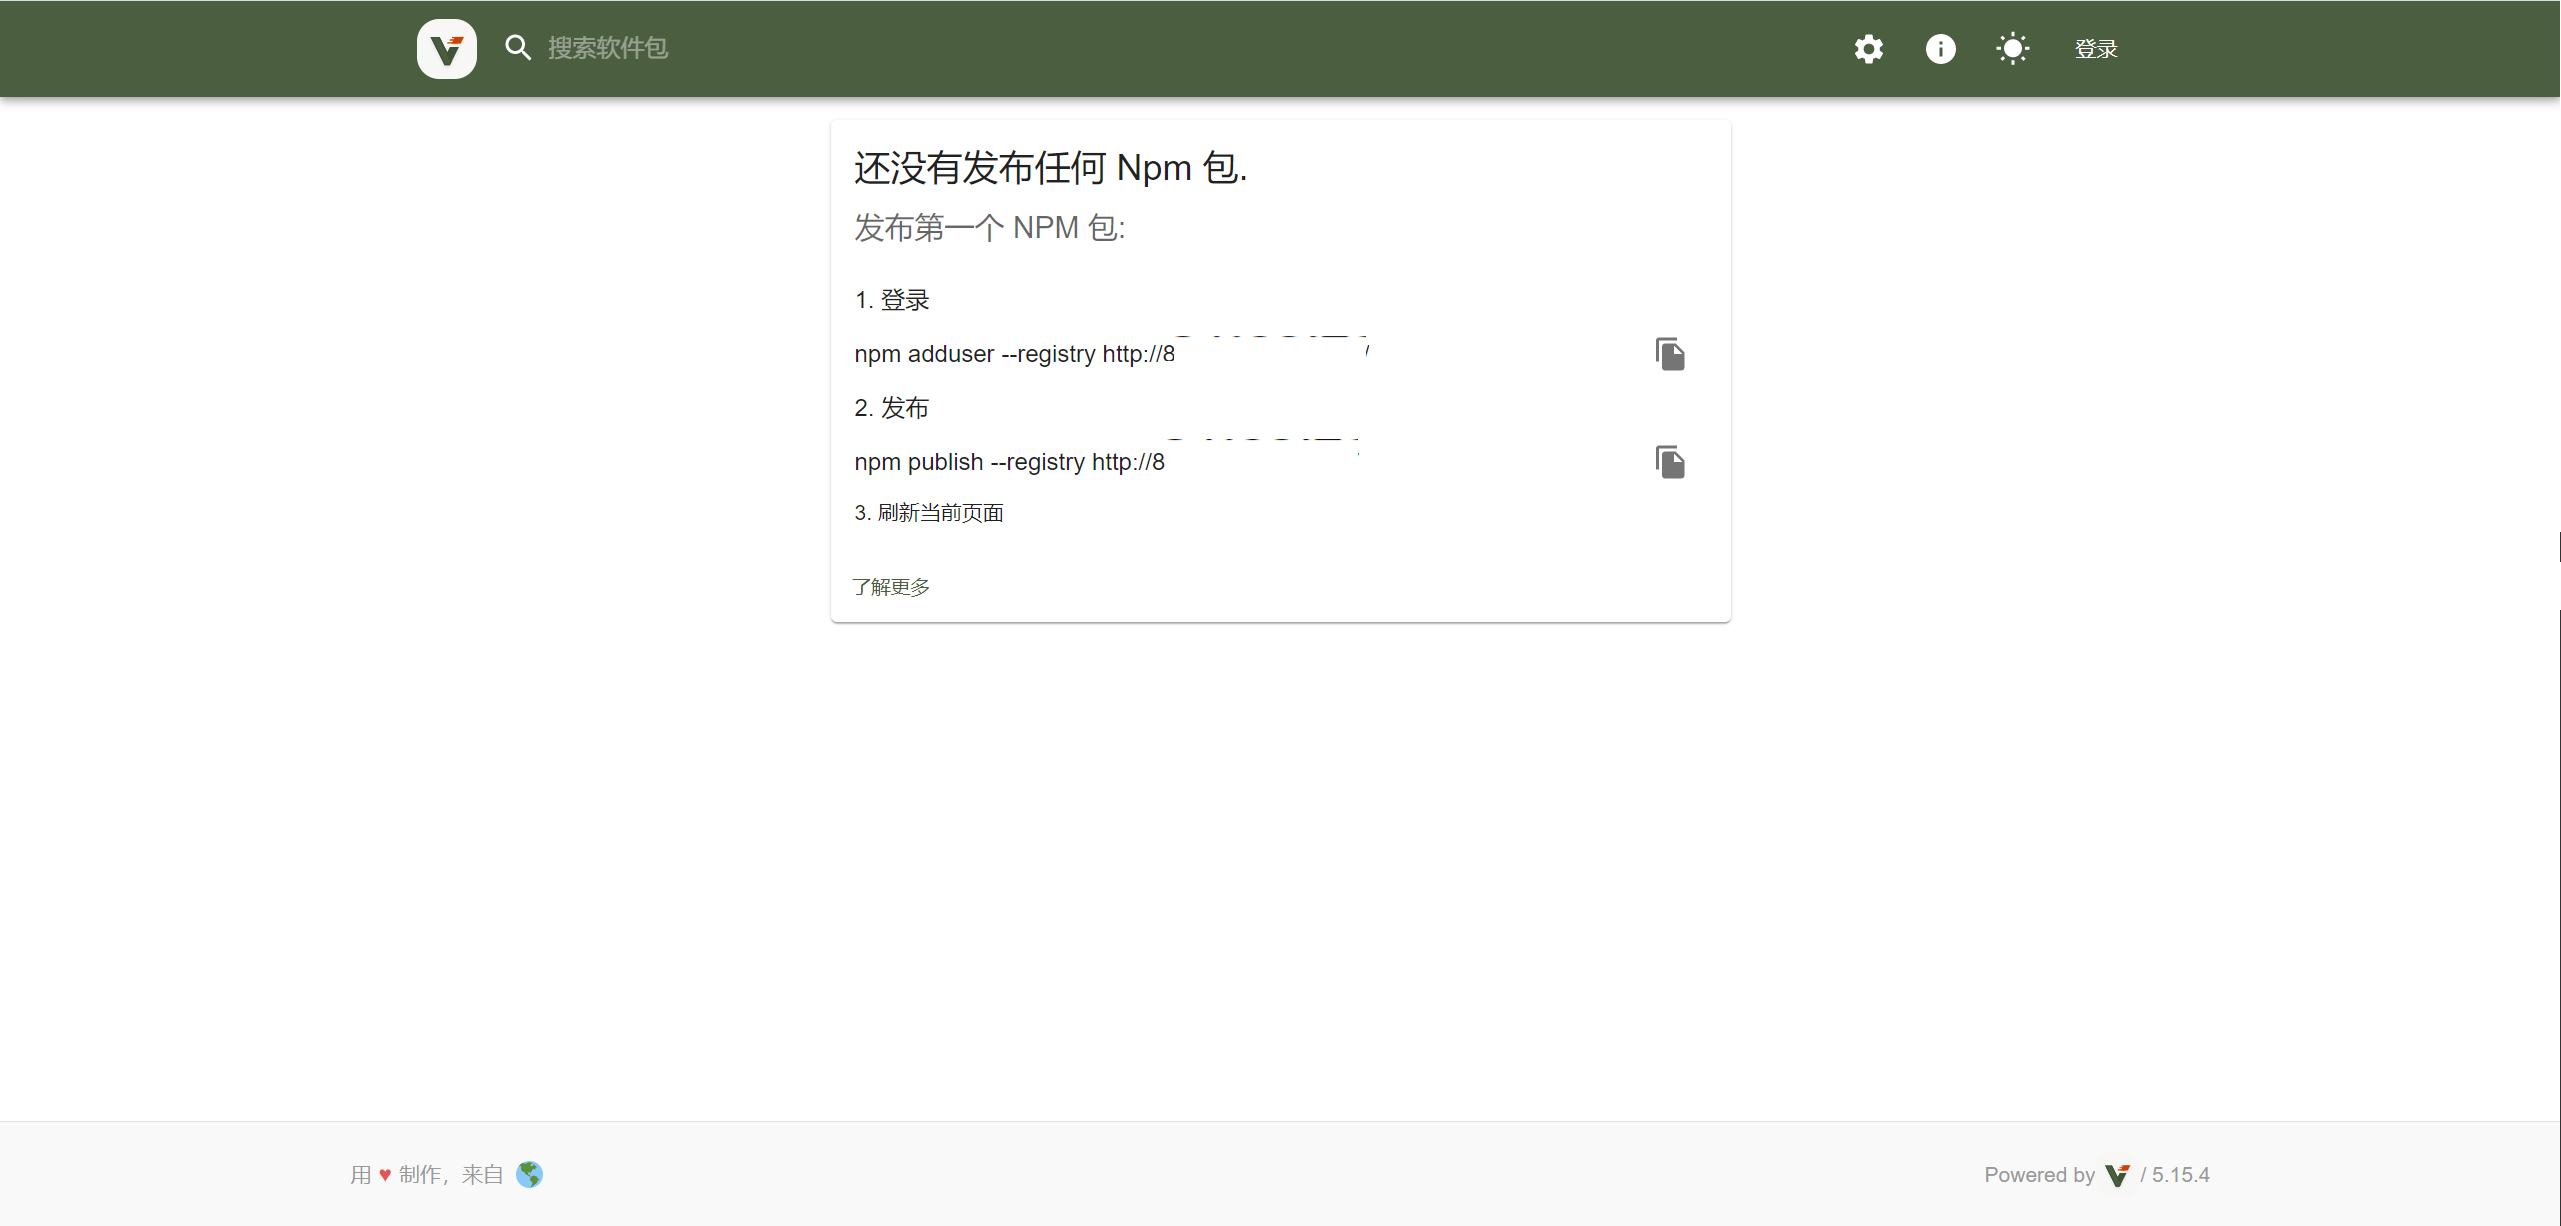 搜索软件包
登录
还没有发布任何 Npm 包.
发布第一个 NPM 包:
1. 登录
npm adduser --registry http://8
2. 发布
npm publish --registry http://8
3. 刷新当前页面
了解更多
用 ♥ 制作，来自
Powered by / 5.15.4